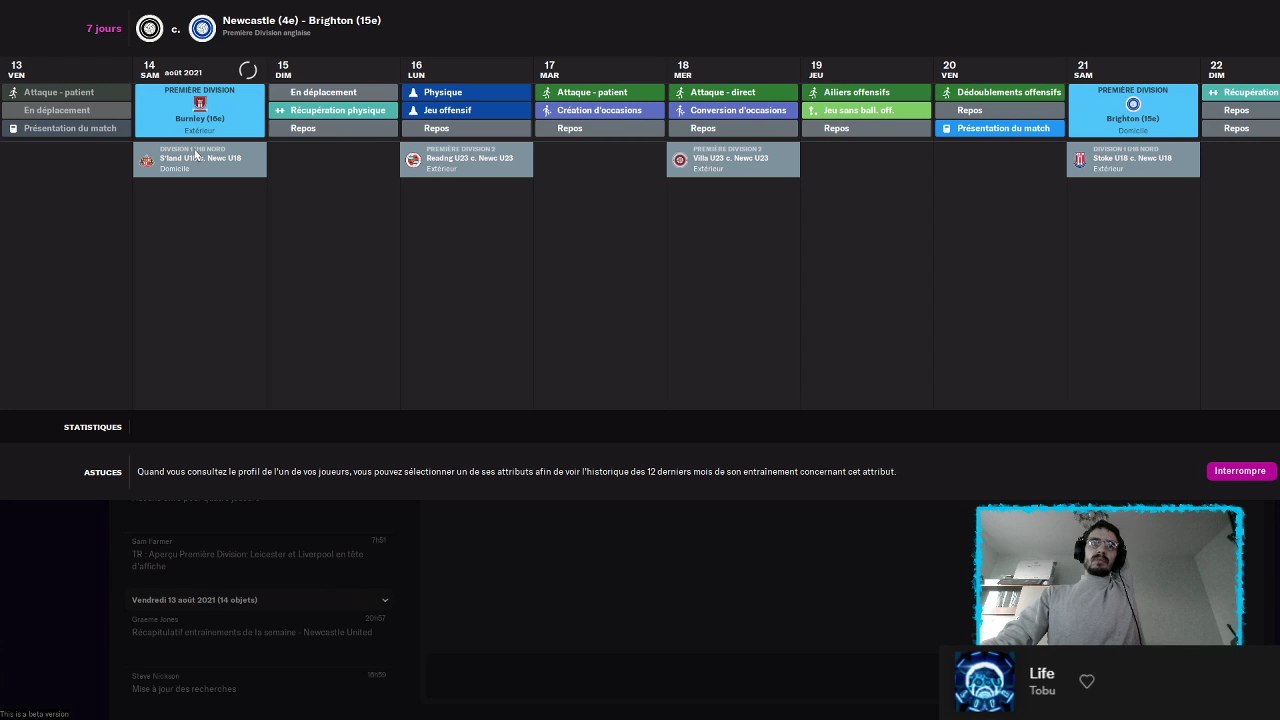 7 jours
c.
Newcastle (4e) - Brighton (15e)
Première Division anglaise
13
VEN
14
SAM août 2021
15
DIM
16
LUN
17
MAR
18
MER
19
JEU
20
VEN
21
SAM
22
DIM
Attaque - patient
En déplacement
Présentation du match
PREMIÈRE DIVISION
Burnley (16e)
Extérieur
En déplacement
Récupération physique
Repos
Physique
Jeu offensif
Repos
Attaque - patient
Création d'occasions
Repos
Attaque - direct
Conversion d'occasions
Repos
Ailiers offensifs
Jeu sans ball. off.
Repos
Dédoublements offensifs
Repos
Présentation du match
PREMIÈRE DIVISION
Brighton (15e)
Domicile
Récupération
Repos
Repos
DIVISION 1 U18 NORD
S'land U18 c. Newc U18
Domicile
PREMIÈRE DIVISION 2
Readng U23 c. Newc U23
Extérieur
PREMIÈRE DIVISION 2
Villa U23 c. Newc U23
Extérieur
DIVISION 1 U18 NORD
Stoke U18 c. Newc U18
Extérieur
STATISTIQUES
ASTUCES
Quand vous consultez le profil de l'un de vos joueurs, vous pouvez sélectionner un de ses attributs afin de voir l'historique des 12 derniers mois de son entraînement concernant cet attribut.
Interrompre
Sam Farmer
7h51
TR : Aperçu Première Division: Leicester et Liverpool en tête
d'affiche
Vendredi 13 août 2021 (14 objets)
Graeme Jones
20h57
Récapitulatif entraînements de la semaine - Newcastle United
Steve Nickson
16h59
Mise à jour des recherches
This is a beta version
Life
Tobu